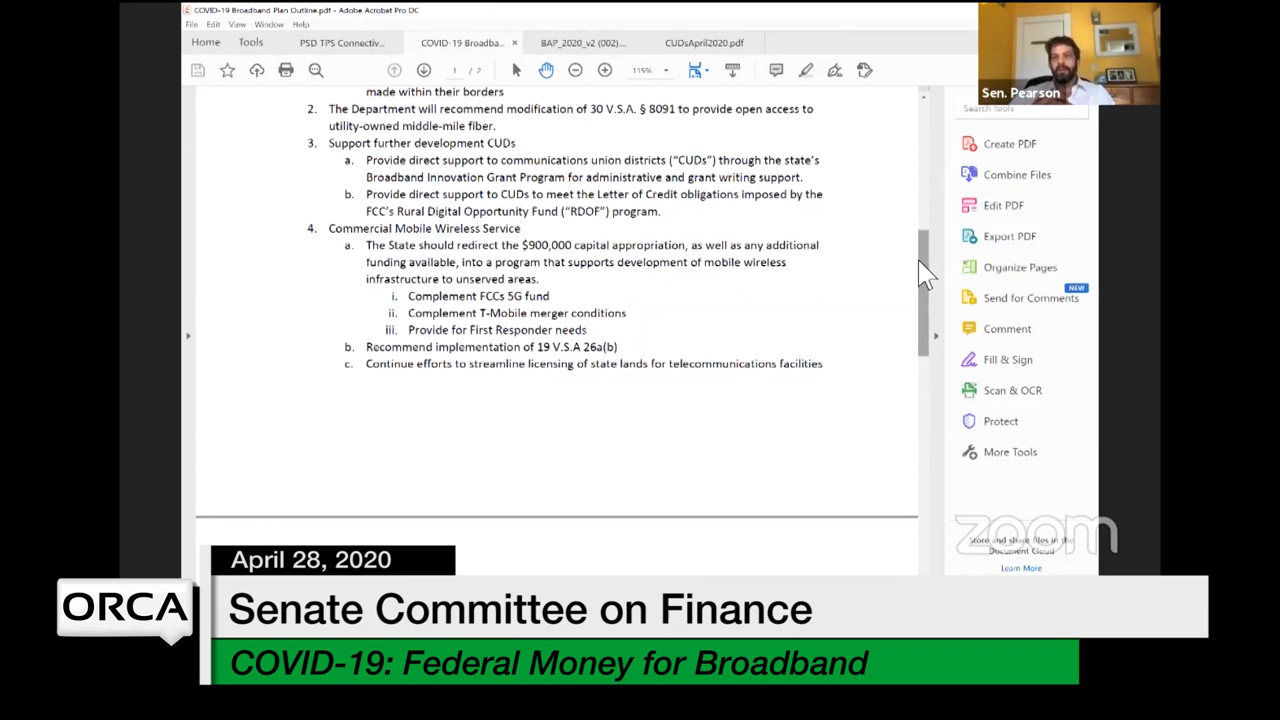 COVID-19 Broadband Plan Outline.pdf - Adobe Acrobat Pro DC
File Edit View Window Help
Home Tools PSD TPS Connectiv... COVID-19 Broadba... × BAP_2020_v2 (002).... CUDsApril2020.pdf
1 / 2 115%
Sen. Pearson
made within their borders
2. The Department will recommend modification of 30 V.S.A. § 8091 to provide open access to
utility-owned middle-mile fiber.
3. Support further development CUDs
a. Provide direct support to communications union districts ("CUDs") through the state's
Broadband Innovation Grant Program for administrative and grant writing support.
b. Provide direct support to CUDs to meet the Letter of Credit obligations imposed by the
FCC's Rural Digital Opportunity Fund ("RDOF") program.
4. Commercial Mobile Wireless Service
a. The State should redirect the $900,000 capital appropriation, as well as any additional
funding available, into a program that supports development of mobile wireless
infrastructure to unserved areas.
i. Complement FCCs 5G fund
ii. Complement T-Mobile merger conditions
iii. Provide for First Responder needs
b. Recommend implementation of 19 V.S.A 26a(b)
c. Continue efforts to streamline licensing of state lands for telecommunications facilities
Search tools
Create PDF
Combine Files
Edit PDF
Export PDF
Organize Pages
NEW
Send for Comments
Comment
Fill & Sign
Scan & OCR
Protect
More Tools
zoom
Store and share files in the
Document Cloud
Learn More
April 28, 2020
ORCA
Senate Committee on Finance
COVID-19: Federal Money for Broadband